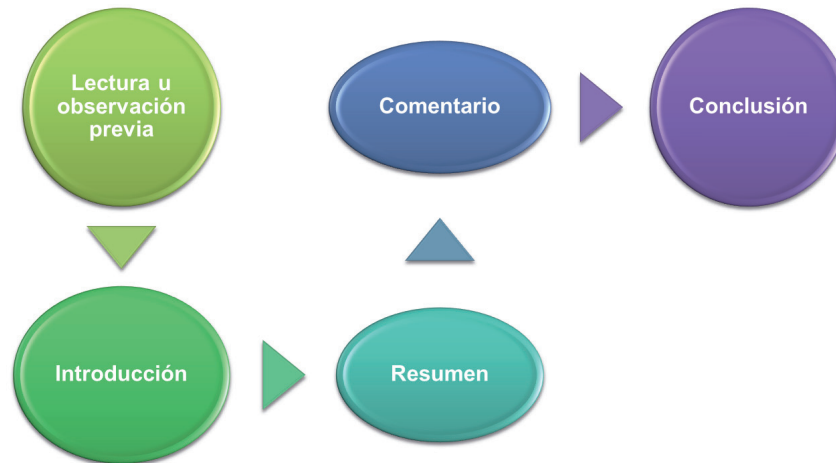 Lectura u
observación
previa
Introducción
Resumen
Comentario
Conclusión